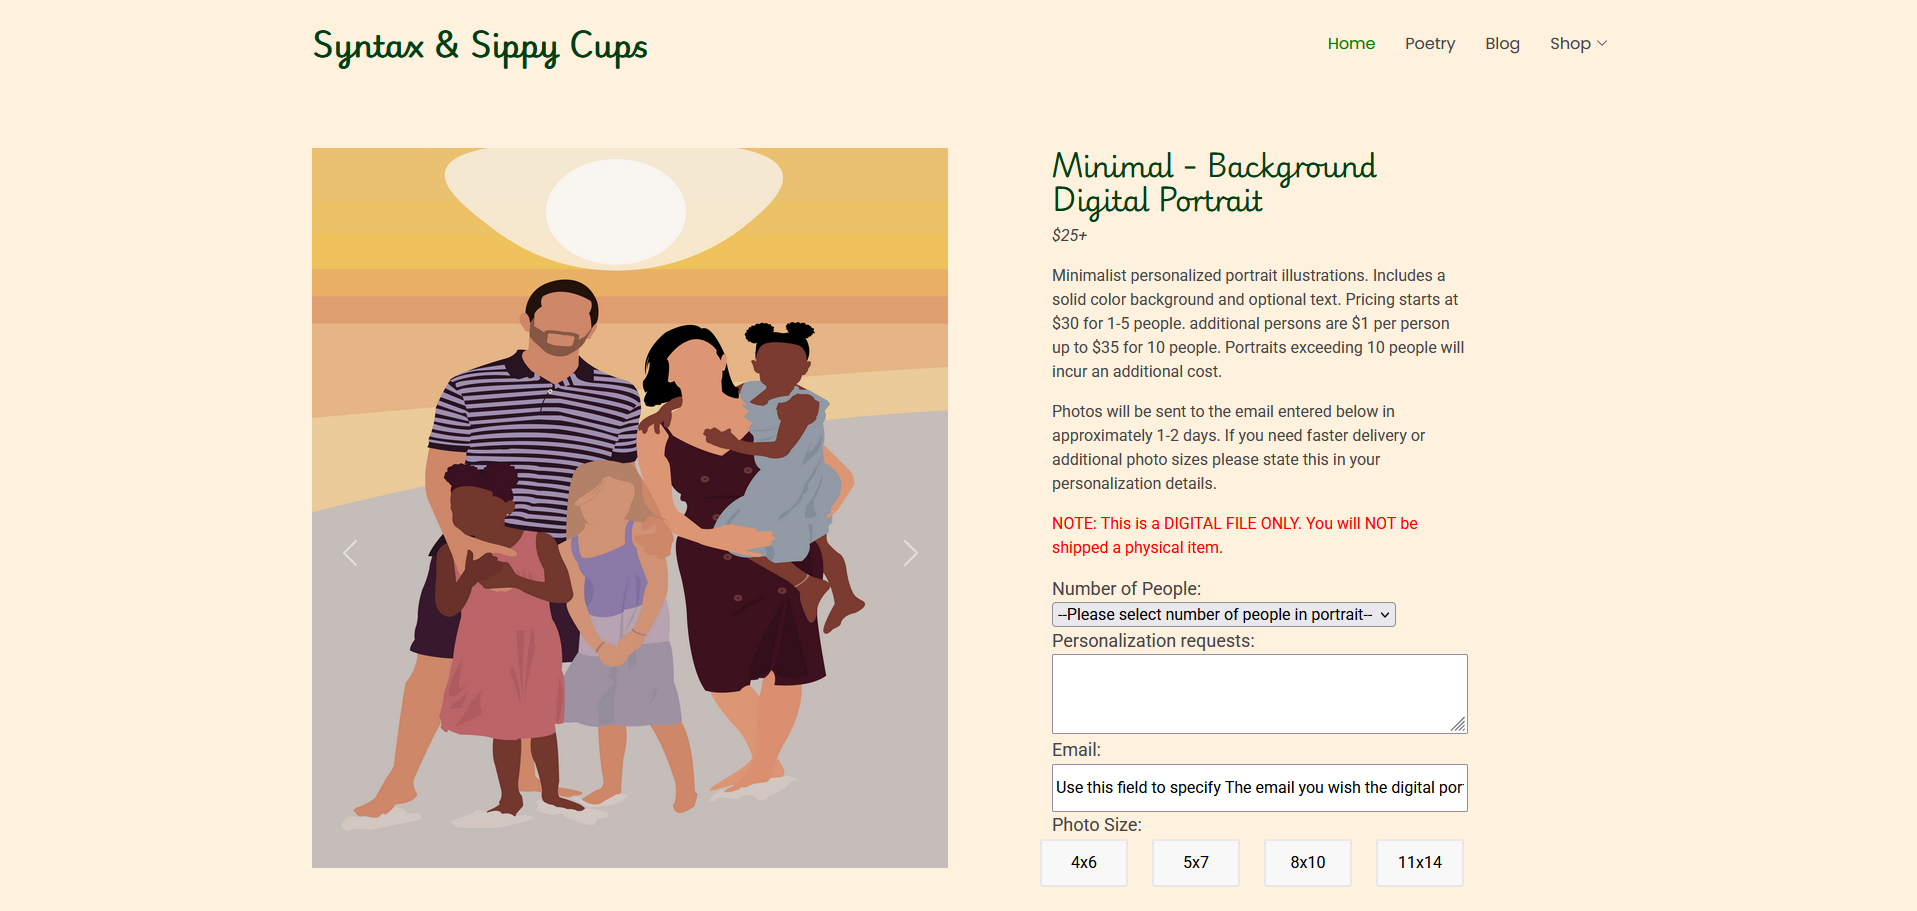 Syntax & Sippy Cups
Home
Poetry
Blog
Shop
Minimal - Background
Digital Portrait
$25+
Minimalist personalized portrait illustrations. Includes a
solid color background and optional text. Pricing starts at
$30 for 1-5 people. additional persons are $1 per person
up to $35 for 10 people. Portraits exceeding 10 people will
incur an additional cost.
Photos will be sent to the email entered below in
approximately 1-2 days. If you need faster delivery or
additional photo sizes please state this in your
personalization details.
NOTE: This is a DIGITAL FILE ONLY. You will NOT be
shipped a physical item.
Number of People:
--Please select number of people in portrait--
Personalization requests:
Email:
Use this field to specify The email you wish the digital por
Photo Size:
4x6
5x7
8x10
11x14